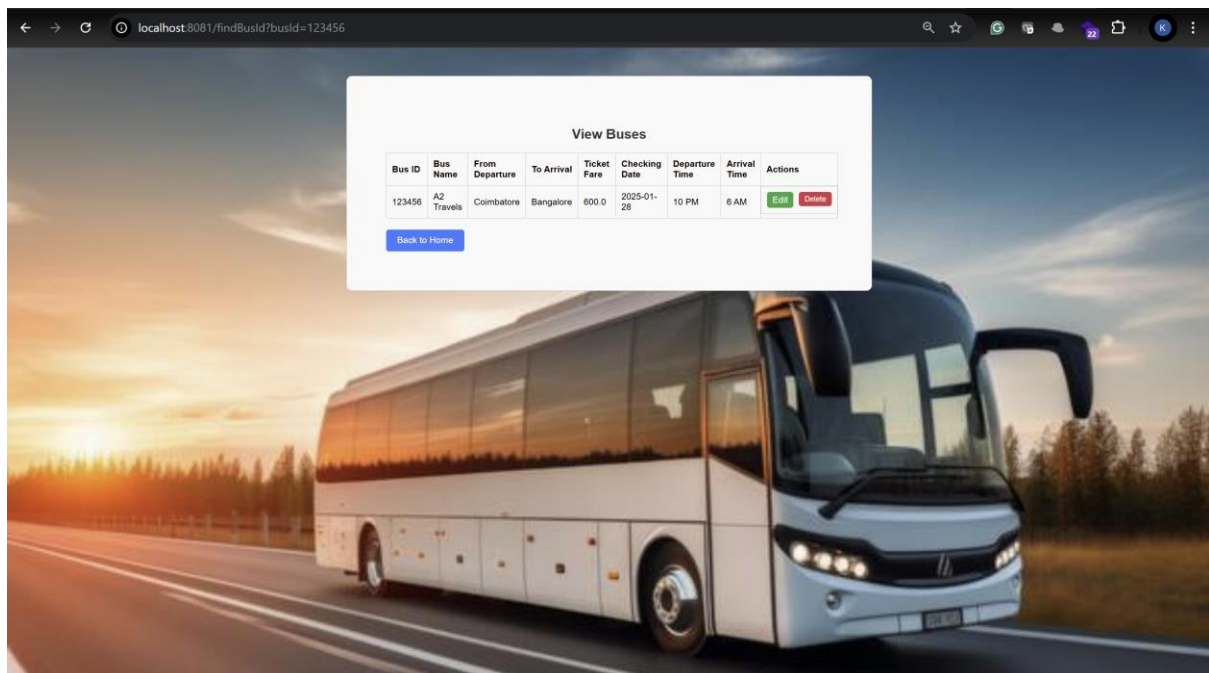 localhost:8081/findBusId?busId=123456
K
22
View Buses
Bus ID Bus Name From Departure To Arrival Ticket Fare Checking Date Departure Time Arrival Time Actions
123456 A2 Travels Coimbatore Bangalore 600.0 2025-01-28 10 PM 6 AM Edit Delete
Back to Home